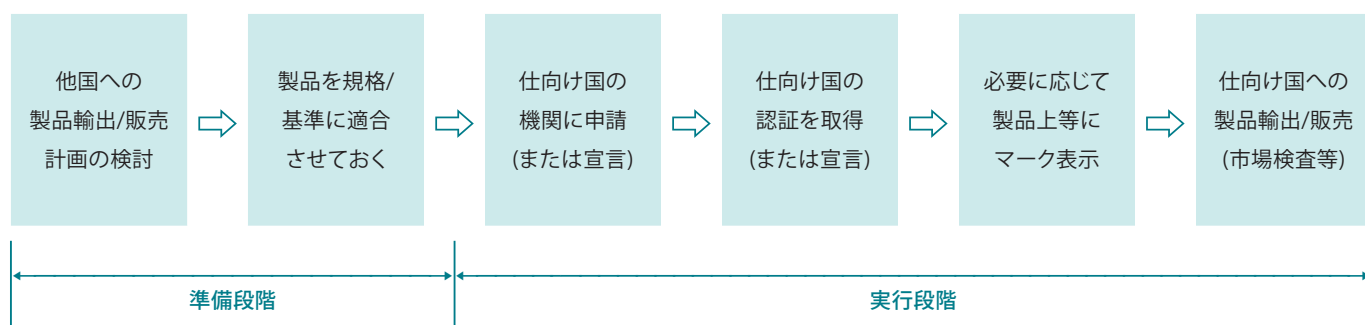 他国への
製品輸出/販売
計画の検討
製品を規格/
基準に適合
させておく
仕向け国の
機関に申請
(または宣言)
仕向け国の
認証を取得
(または宣言)
必要に応じて
製品上等に
マーク表示
仕向け国への
製品輸出/販売
(市場検査等)
準備段階
実行段階